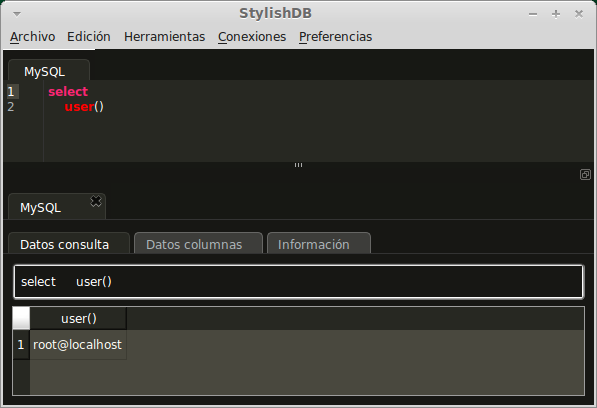 StylishDB
Archivo Edición Herramientas Conexiones Preferencias
MySQL
1 select
2 user()
MySQL
Datos consulta Datos columnas Información
select user()
user()
1 root@localhost